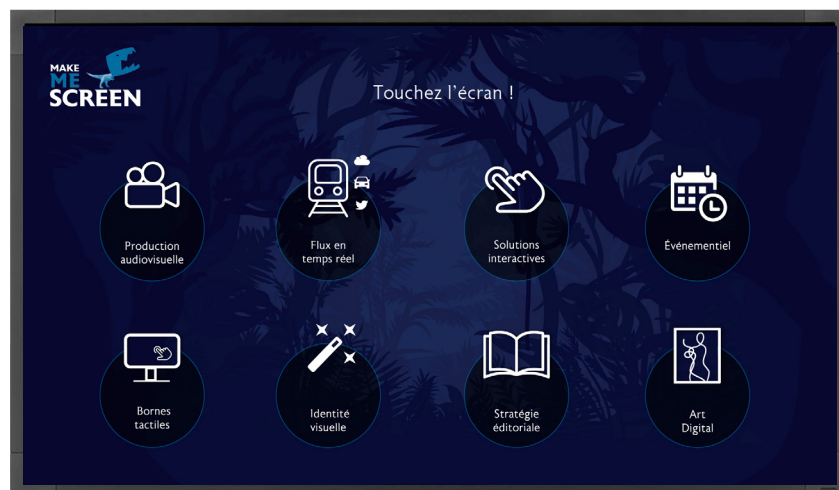 MAKE
ME
SCREEN
Touchez l'écran !
Production
audiovisuelle
Flux en
temps réel
Solutions
interactives
Événementiel
Bornes
tactiles
Identité
visuelle
Stratégie
éditoriale
Art
Digital